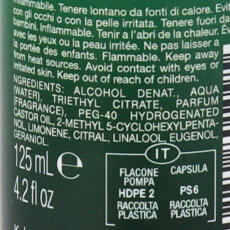 inflammable. Tenere lontano da fonti di calore. Evit
con gli occhi o con la pelle irritata. Tenere fuori da
bambini. Inflammable. Tenir à l'abri de la chaleur. Év
avec les yeux ou la peau irritée. Ne pas laisser à
la portée des enfants. Flammable. Keep away
from heat sources. Avoid contact with eyes or
irritated skin. Keep out of reach of children.
INGREDIENTS: ALCOHOL DENAT., AQUA
(WATER), TRIETHYL CITRATE, PARFUM
(FRAGRANCE), PEG-40 HYDROGENATED
CASTOR OIL, 2-METHYL 5-CYCLOHEXYLPENTA-
NOL, LIMONENE, CITRAL, LINALOOL, EUGENOL,
GERANIOL.
125 mL e
4.2 fl oz
IT
FLACONE POMPA
HDPE 2
RACCOLTA PLASTICA
CAPSULA
PS6
RACCOLTA PLASTICA